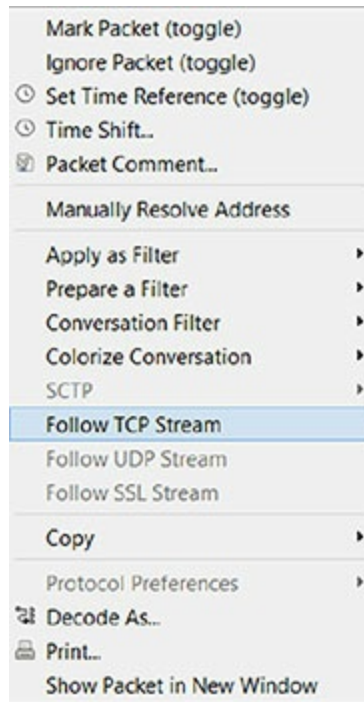 Mark Packet (toggle)
Ignore Packet (toggle)
Set Time Reference (toggle)
Time Shift...
Packet Comment...
Manually Resolve Address
Apply as Filter
Prepare a Filter
Conversation Filter
Colorize Conversation
SCTP
Follow TCP Stream
Follow UDP Stream
Follow SSL Stream
Copy
Protocol Preferences
Decode As...
Print...
Show Packet in New Window